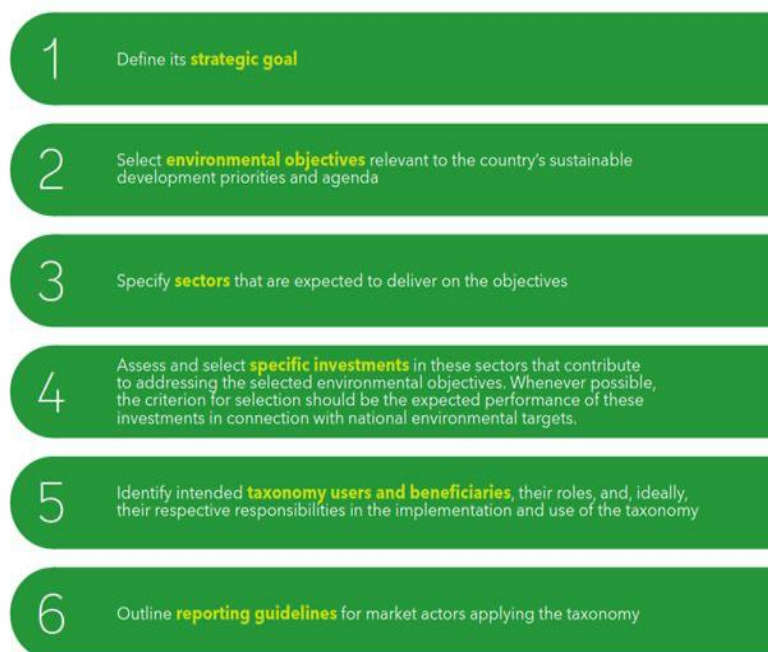 1
Define its strategic goal
2
Select environmental objectives relevant to the country's sustainable
development priorities and agenda
3
Specify sectors that are expected to deliver on the objectives
4
Assess and select specific investments in these sectors that contribute
to addressing the selected environmental objectives. Whenever possible,
the criterion for selection should be the expected performance of these
investments in connection with national environmental targets.
5
Identify intended taxonomy users and beneficiaries, their roles, and, ideally,
their respective responsibilities in the implementation and use of the taxonomy
6
Outline reporting guidelines for market actors applying the taxonomy